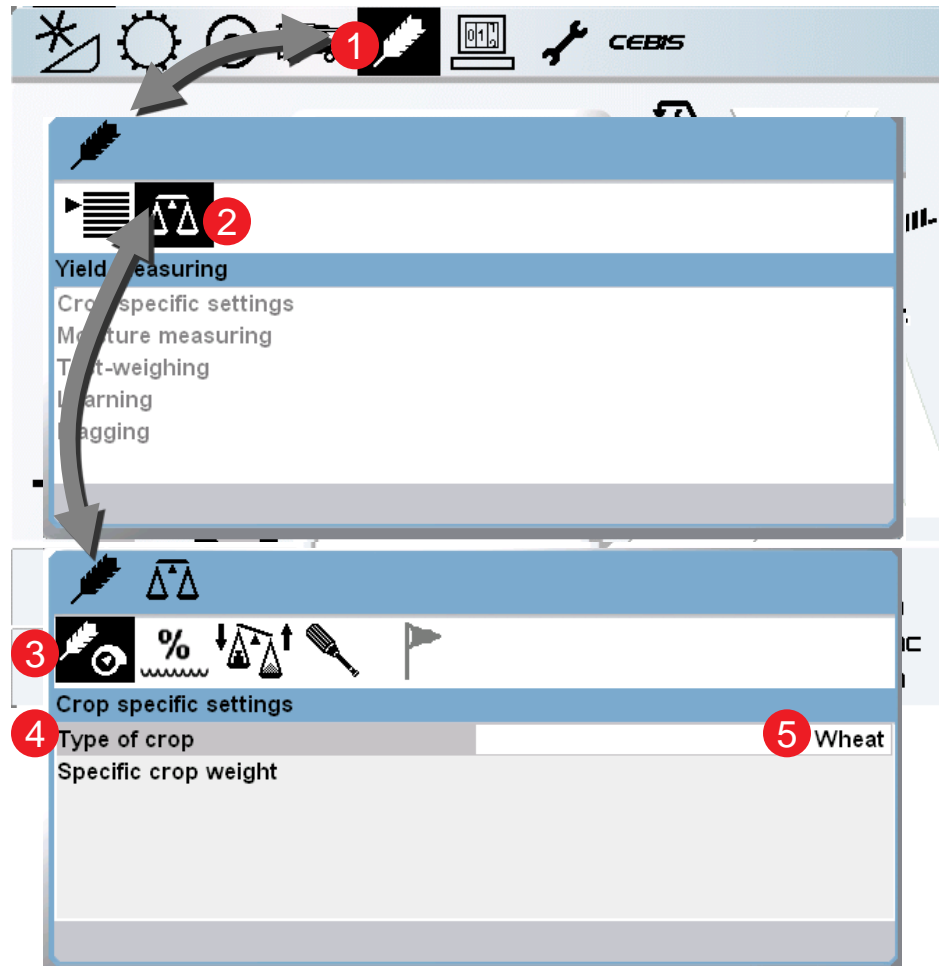 1
CEBIS
2
Yield measuring
Crop specific settings
Moisture measuring
Test-weighing
Learning
Flagging
3
%
Crop specific settings
4 Type of crop 5 Wheat
Specific crop weight